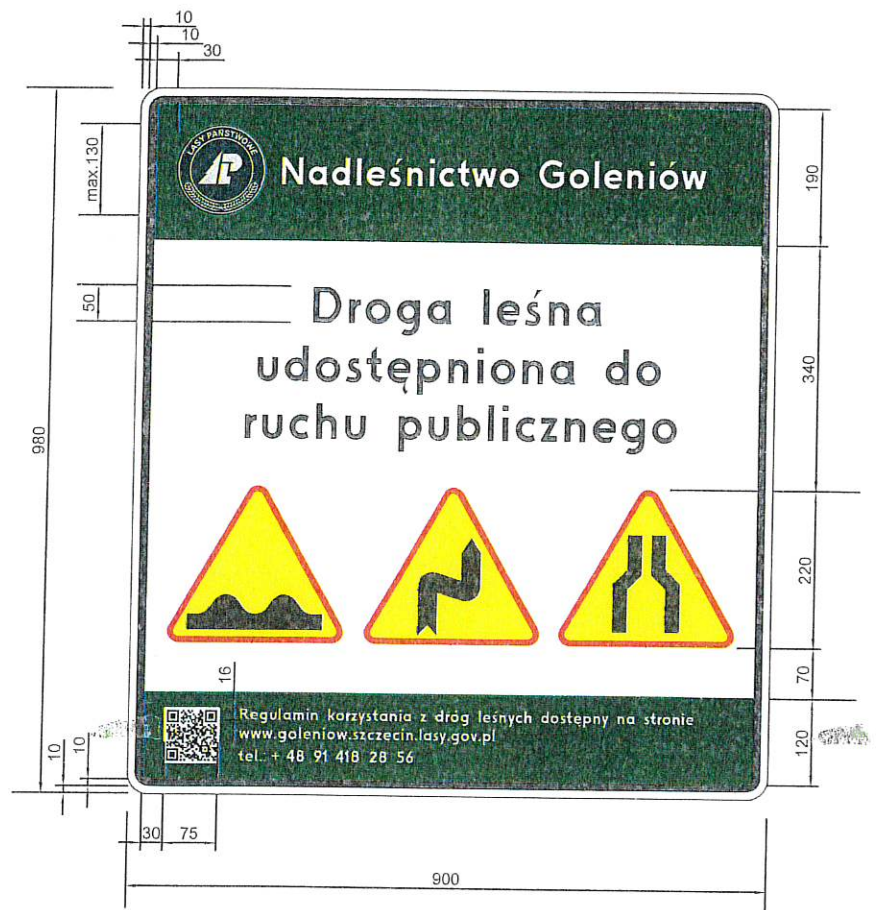 10
10
30
LASY PAŃSTWOWE
Nadleśnictwo Goleniów
max.130
190
50
Droga leśna
udostępniona do
ruchu publicznego
340
980
220
16
70
Regulamin korzystania z dróg leśnych dostępny na stronie
www.goleniow.szczecin.lasy.gov.pl
tel. + 48 91 418 28 56
10
10
120
30
75
900